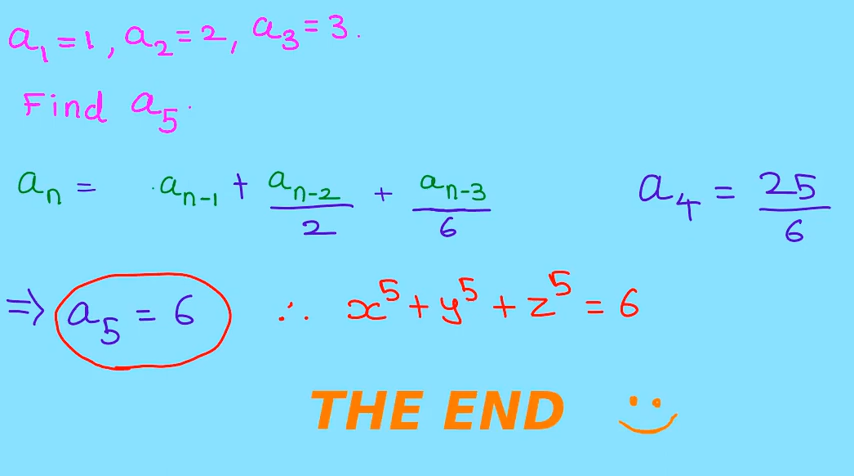 a₁ = 1, a₂ = 2, a₃ = 3.
Find a₅.
aₙ = aₙ₋₁ + aₙ₋₂/2 + aₙ₋₃/6    a₄ = 25/6
⇒ a₅ = 6    ∴ x⁵ + y⁵ + z⁵ = 6
THE END